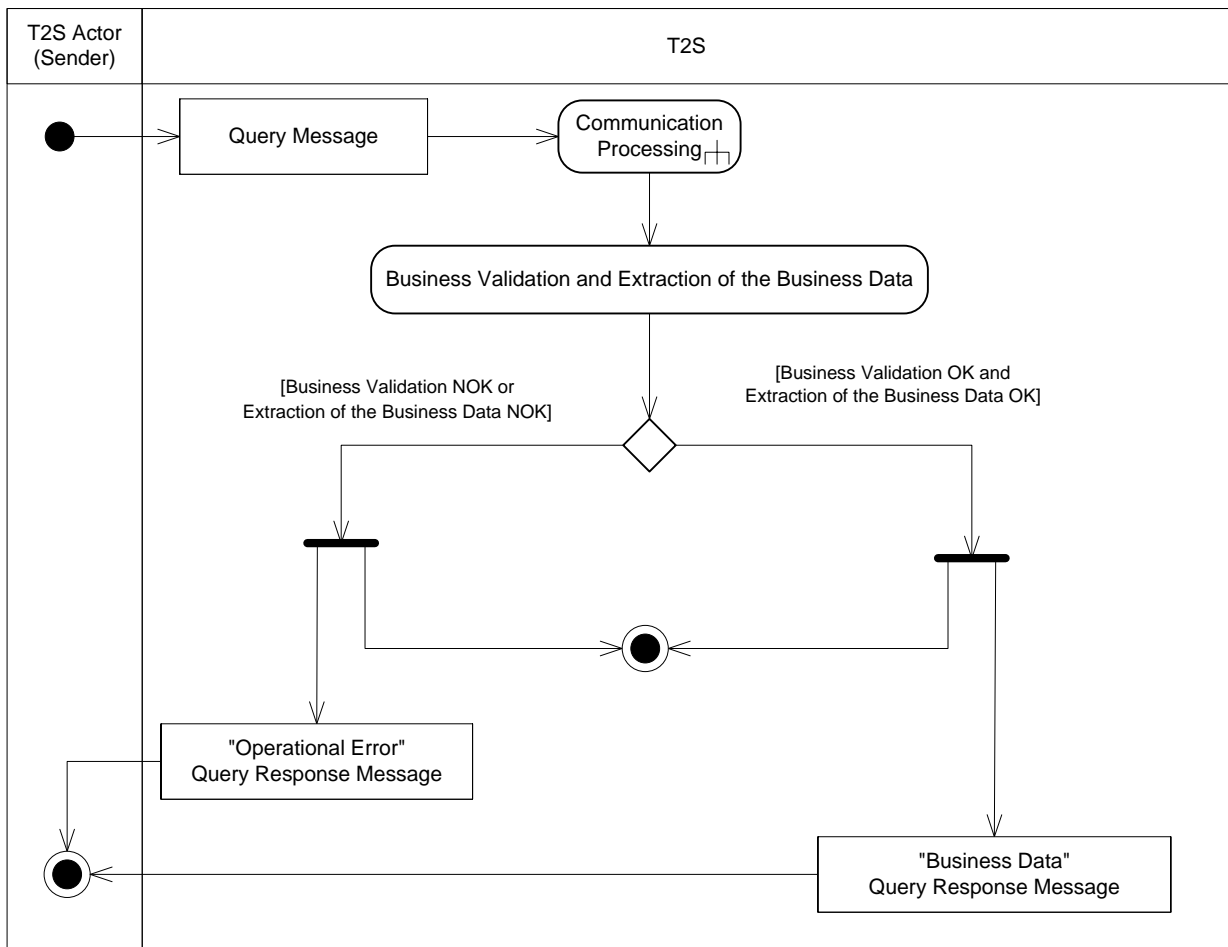 T2S Actor
(Sender)
T2S
Query Message
Communication
Processing
Business Validation and Extraction of the Business Data
[Business Validation NOK or
Extraction of the Business Data NOK]
[Business Validation OK and
Extraction of the Business Data OK]
"Operational Error"
Query Response Message
"Business Data"
Query Response Message